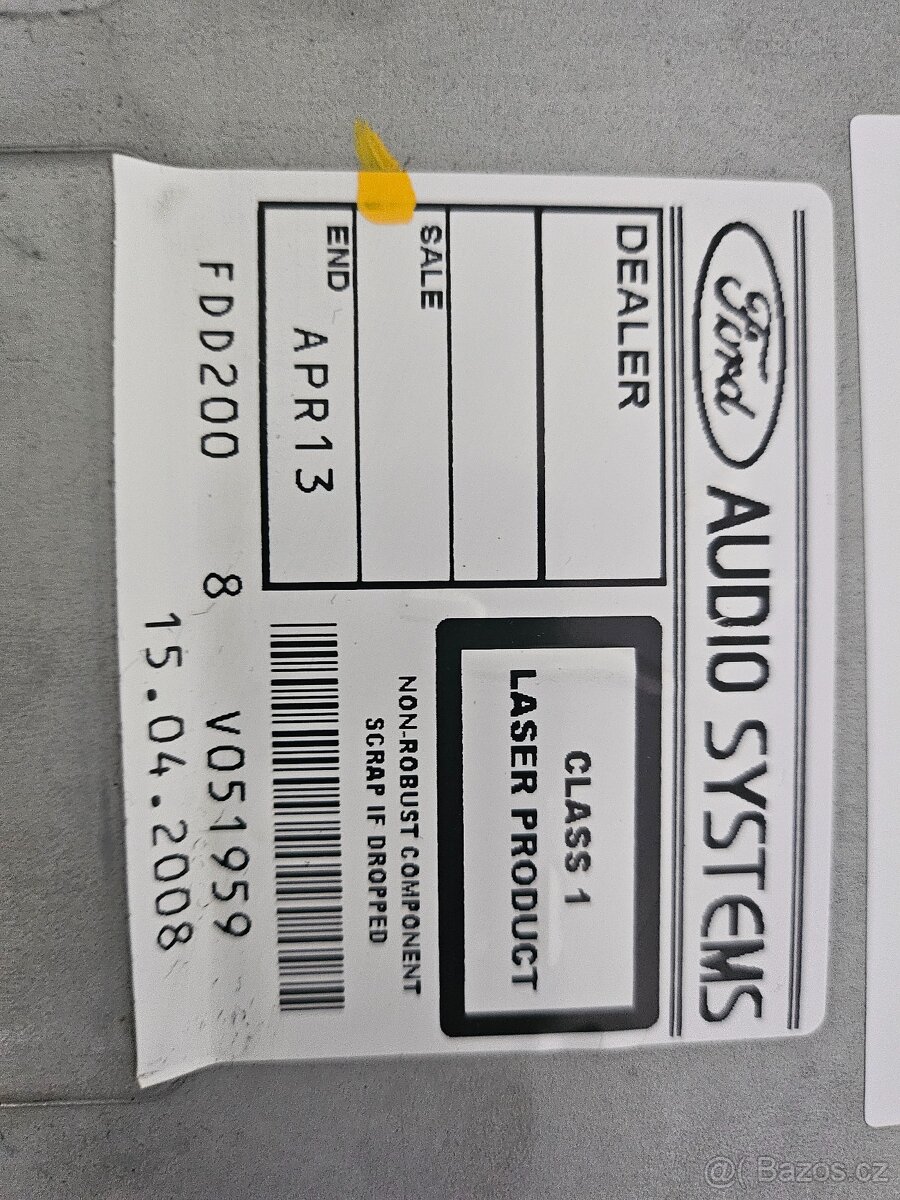 Ford AUDIO SYSTEMS
DEALER
SALE
END APR13
CLASS 1
LASER PRODUCT
NON-ROBUST COMPONENT
SCRAP IF DROPPED
FDD200 8 V051959
15.04.2008
@( Bazos.cz